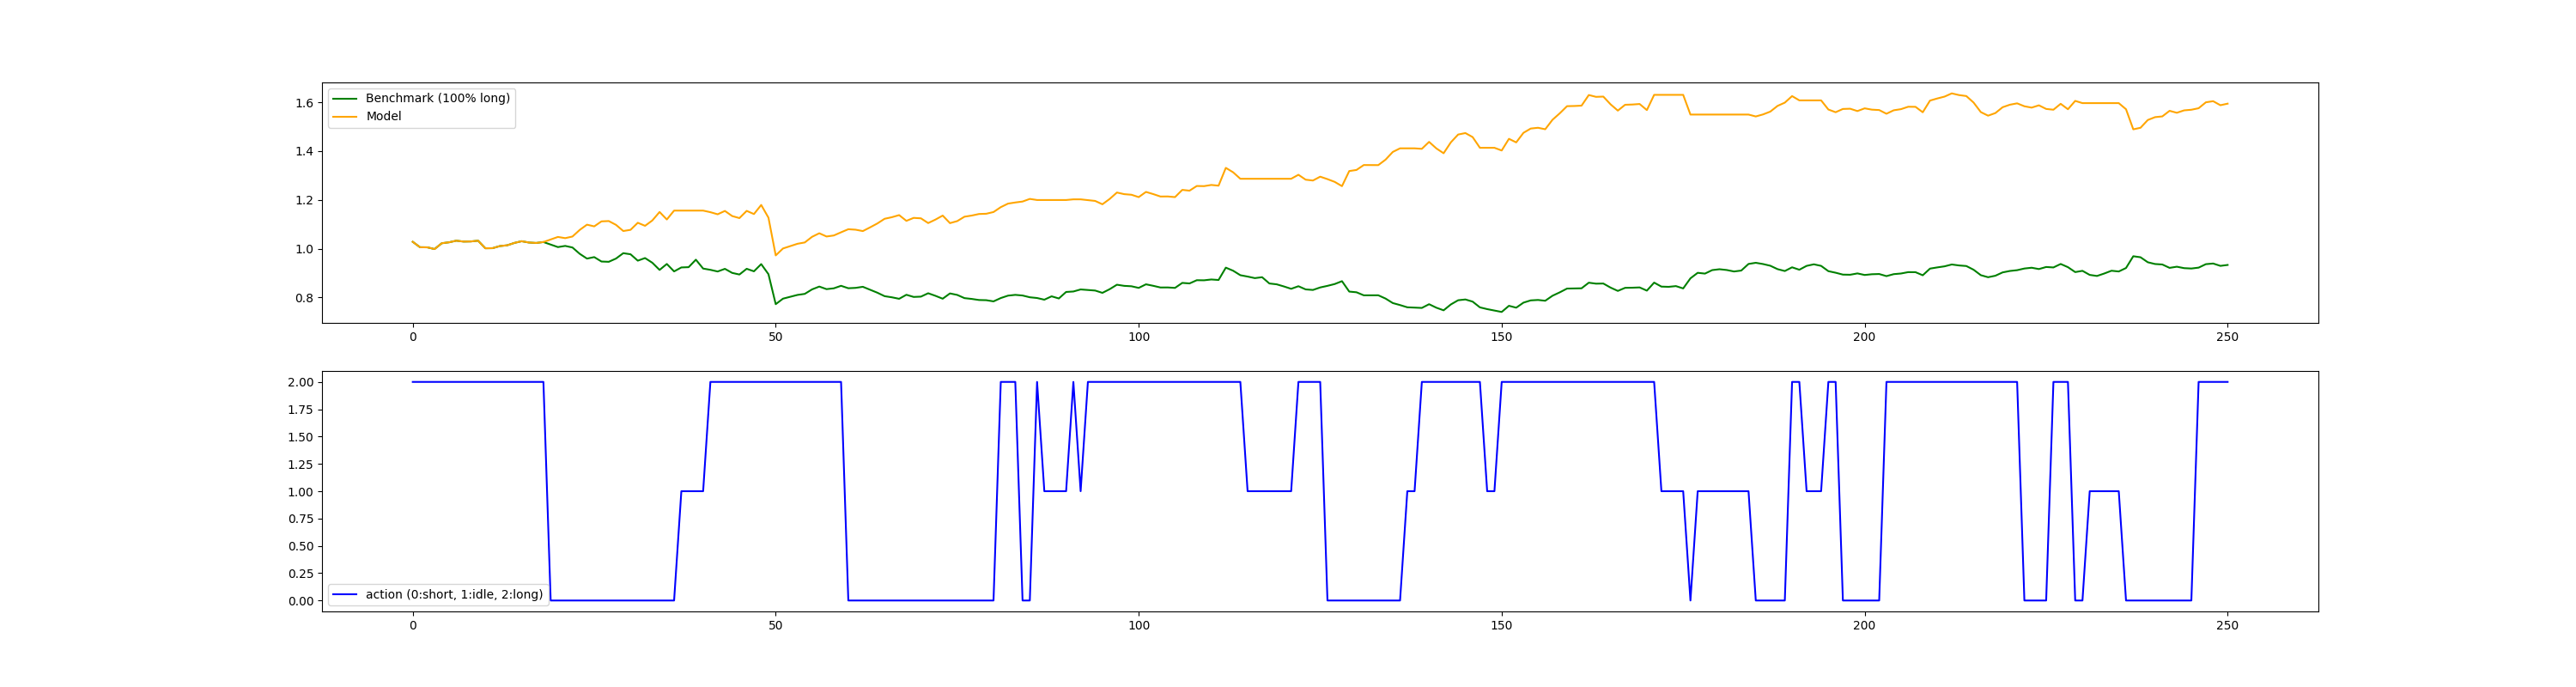 Benchmark (100% long)
Model
1.6
1.4
1.2
1.0
0.8
0 50 100 150 200 250
2.00
1.75
1.50
1.25
1.00
0.75
0.50
0.25
0.00
action (0:short, 1:idle, 2:long)
0 50 100 150 200 250